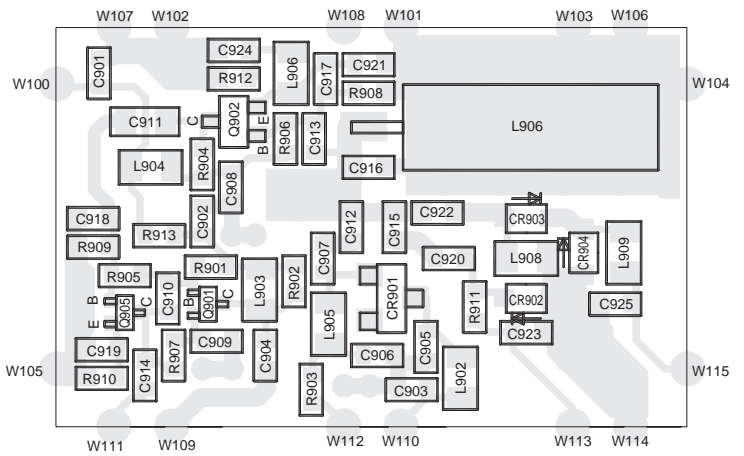 W107 W102 W108 W101 W103 W106
W100
W104
C901
C924
R912
L906
C917
C921
R908
C911
C
Q902
E
B
R906
C913
L906
L904
R904
C908
C916
C918
R909
R913
C902
C912
C915
C922
CR903
CR904
L909
R905
R901
C907
C920
L908
C910
B
Q901
C
L903
R902
CR901
R911
CR902
C925
B
E
Q905
C
L905
C923
C919
R907
C909
C904
C906
C905
W105
R910
C914
R903
C903
L902
W115
W111 W109 W112 W110 W113 W114